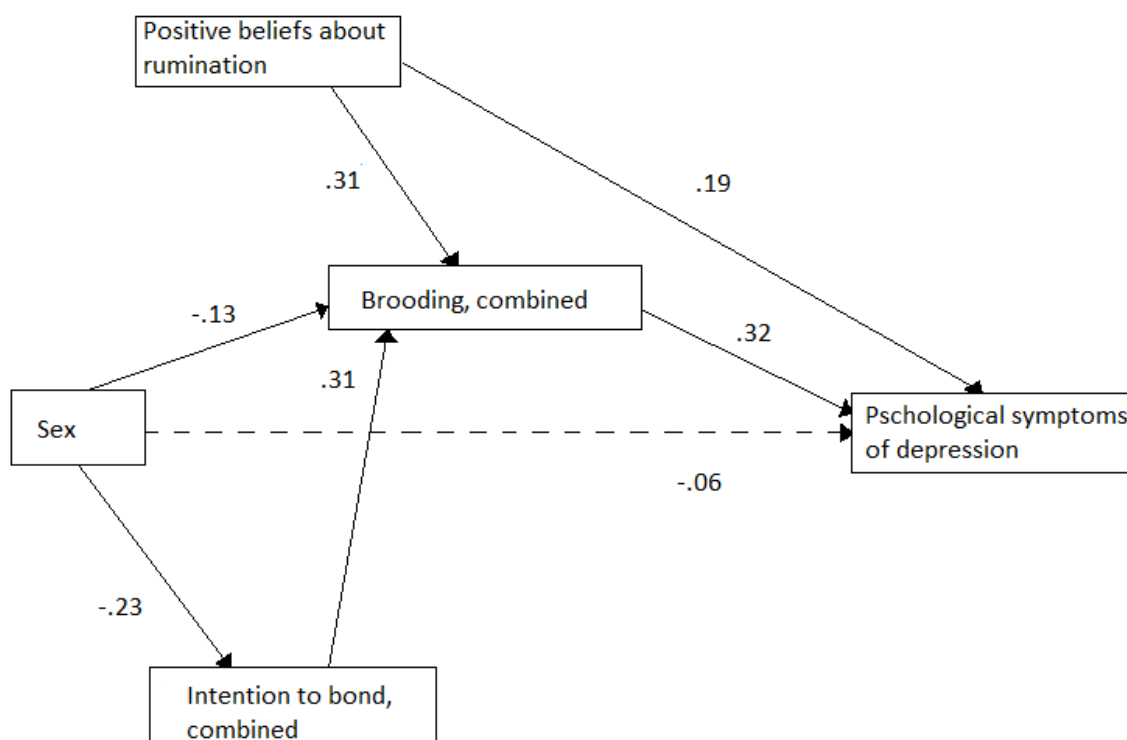 Positive beliefs about
rumination
.31
.19
Brooding, combined
-.13
.32
.31
Sex
Pschological symptoms
of depression
-.06
-.23
Intention to bond,
combined